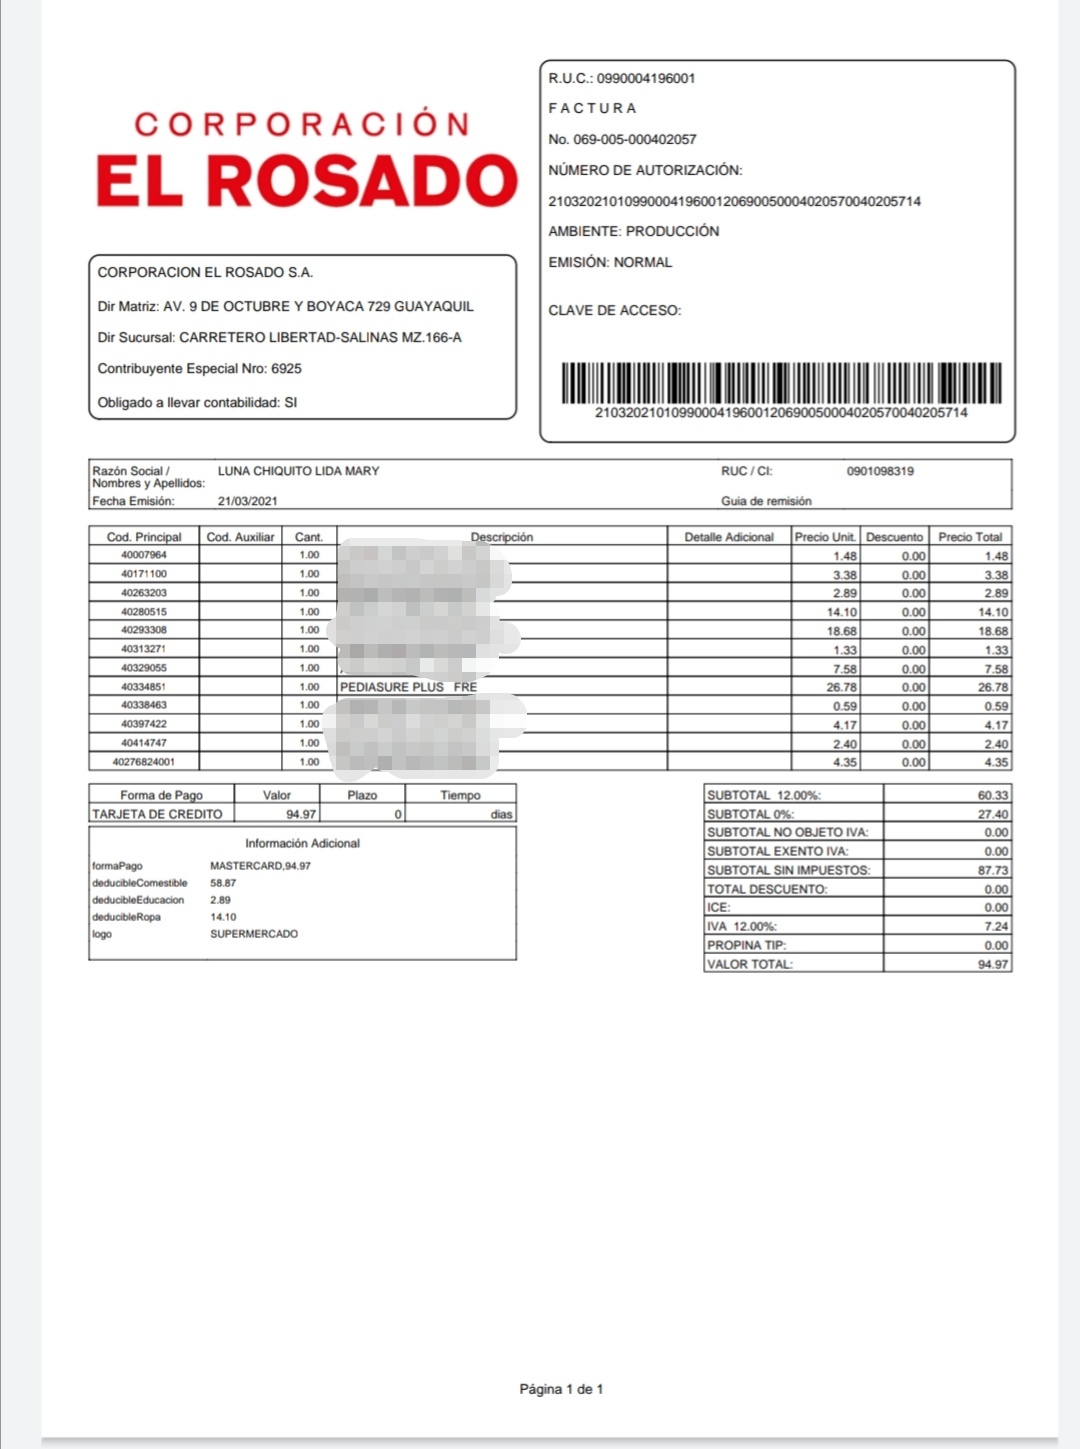 CORPORACIÓN
EL ROSADO
R.U.C.: 0990004196001
FACTURA
No. 069-005-000402057
NÚMERO DE AUTORIZACIÓN:
2103202101099000419600120690050004020570040205714
AMBIENTE: PRODUCCIÓN
EMISIÓN: NORMAL
CLAVE DE ACCESO:
2103202101099000419600120690050004020570040205714
CORPORACION EL ROSADO S.A.
Dir Matriz: AV. 9 DE OCTUBRE Y BOYACA 729 GUAYAQUIL
Dir Sucursal: CARRETERO LIBERTAD-SALINAS MZ.166-A
Contribuyente Especial Nro: 6925
Obligado a llevar contabilidad: SI
Razón Social / Nombres y Apellidos: LUNA CHIQUITO LIDA MARY RUC / CI: 0901098319
Fecha Emisión: 21/03/2021 Guia de remisión
Cod. Principal Cod. Auxiliar Cant. Descripción Detalle Adicional Precio Unit. Descuento Precio Total
40007964 1.00 1.48 0.00 1.48
40171100 1.00 3.38 0.00 3.38
40263203 1.00 2.89 0.00 2.89
40280515 1.00 14.10 0.00 14.10
40293308 1.00 18.68 0.00 18.68
40313271 1.00 1.33 0.00 1.33
40329055 1.00 7.58 0.00 7.58
40334851 1.00 PEDIASURE PLUS FRE 26.78 0.00 26.78
40338463 1.00 0.59 0.00 0.59
40397422 1.00 4.17 0.00 4.17
40414747 1.00 2.40 0.00 2.40
40276824001 1.00 4.35 0.00 4.35
Forma de Pago Valor Plazo Tiempo
TARJETA DE CREDITO 94.97 0 dias
Información Adicional
formaPago MASTERCARD,94.97
deducibleComestible 58.87
deducibleEducacion 2.89
deducibleRopa 14.10
logo SUPERMERCADO
SUBTOTAL 12.00%: 60.33
SUBTOTAL 0%: 27.40
SUBTOTAL NO OBJETO IVA: 0.00
SUBTOTAL EXENTO IVA: 0.00
SUBTOTAL SIN IMPUESTOS: 87.73
TOTAL DESCUENTO: 0.00
ICE: 0.00
IVA 12.00%: 7.24
PROPINA TIP: 0.00
VALOR TOTAL: 94.97
Página 1 de 1